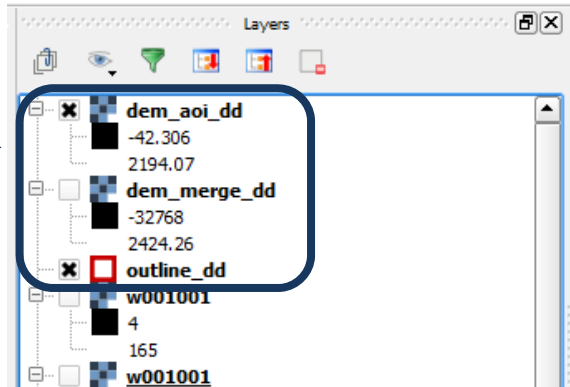 Layers
dem_aoi_dd
-42.306
2194.07
dem_merge_dd
-32768
2424.26
outline_dd
w001001
4
165
w001001